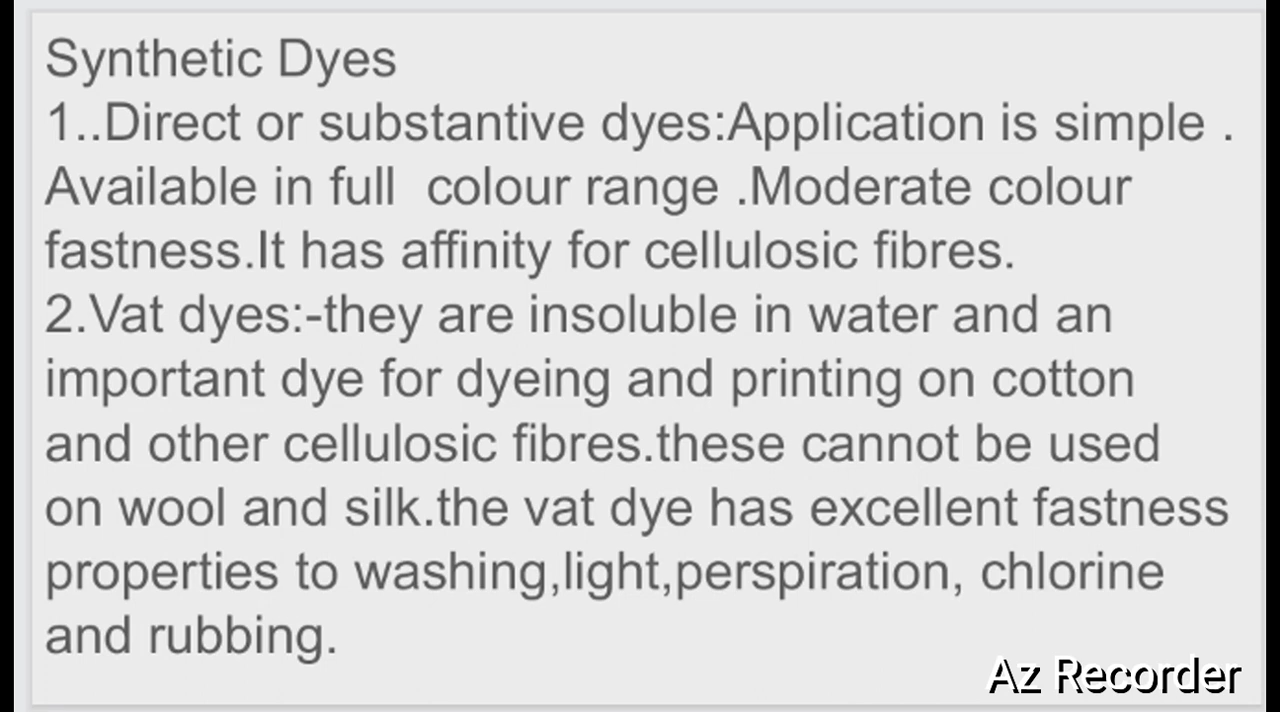 Synthetic Dyes
1..Direct or substantive dyes:Application is simple .
Available in full  colour range .Moderate colour
fastness.It has affinity for cellulosic fibres.
2.Vat dyes:-they are insoluble in water and an
important dye for dyeing and printing on cotton
and other cellulosic fibres.these cannot be used
on wool and silk.the vat dye has excellent fastness
properties to washing,light,perspiration, chlorine
and rubbing.
Az Recorder